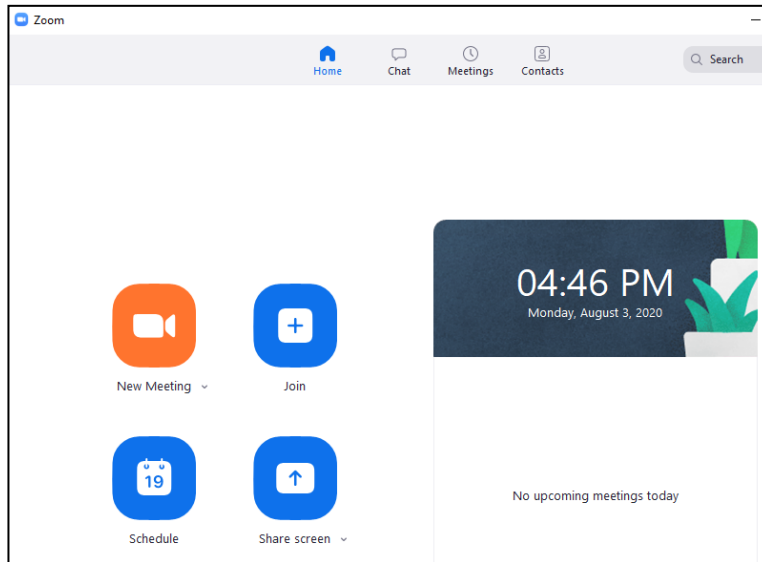 Zoom
Home
Chat
Meetings
Contacts
Search
04:46 PM
Monday, August 3, 2020
New Meeting
Join
19
Schedule
Share screen
No upcoming meetings today